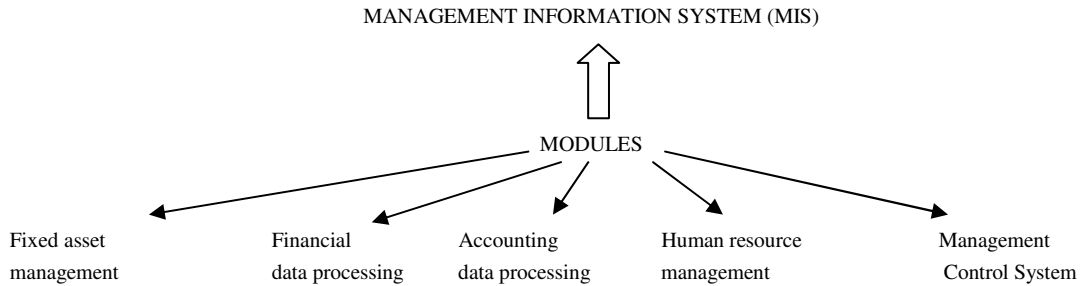 MANAGEMENT INFORMATION SYSTEM (MIS)
MODULES
Fixed asset
management
Financial
data processing
Accounting
data processing
Human resource
management
Management
Control System